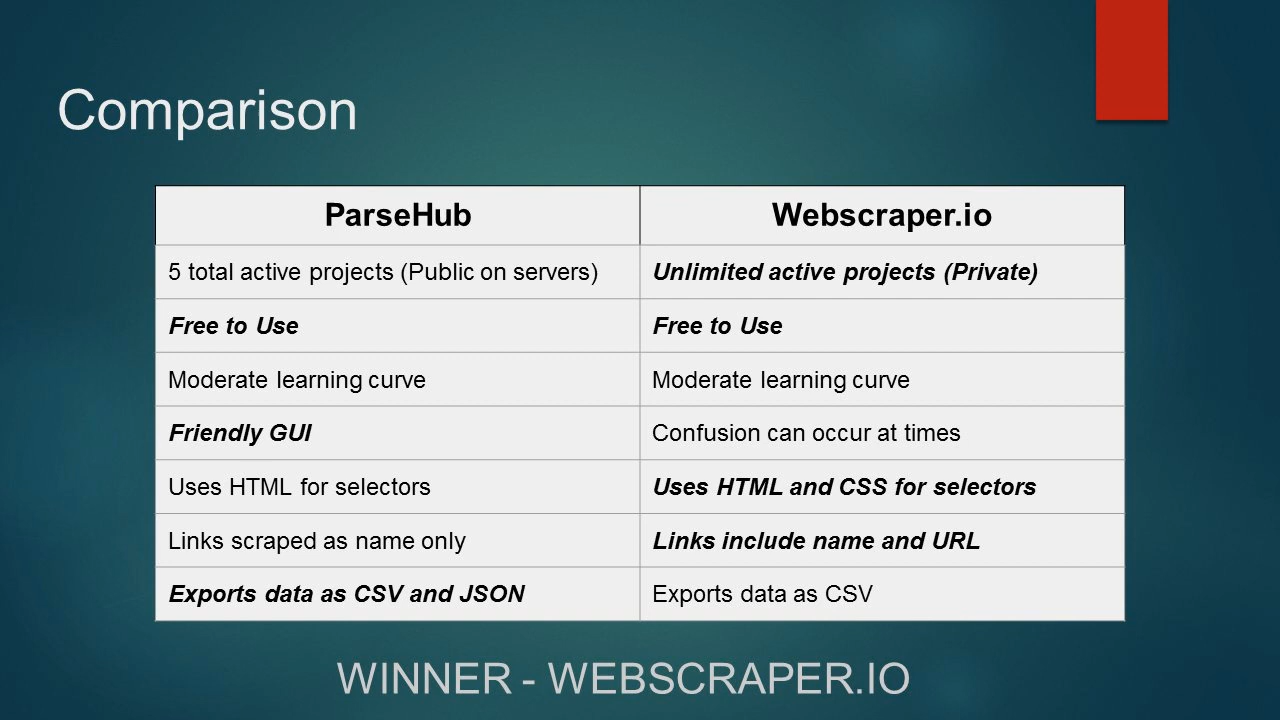 Comparison
ParseHub Webscraper.io
5 total active projects (Public on servers) Unlimited active projects (Private)
Free to Use Free to Use
Moderate learning curve Moderate learning curve
Friendly GUI Confusion can occur at times
Uses HTML for selectors Uses HTML and CSS for selectors
Links scraped as name only Links include name and URL
Exports data as CSV and JSON Exports data as CSV
WINNER - WEBSCRAPER.IO